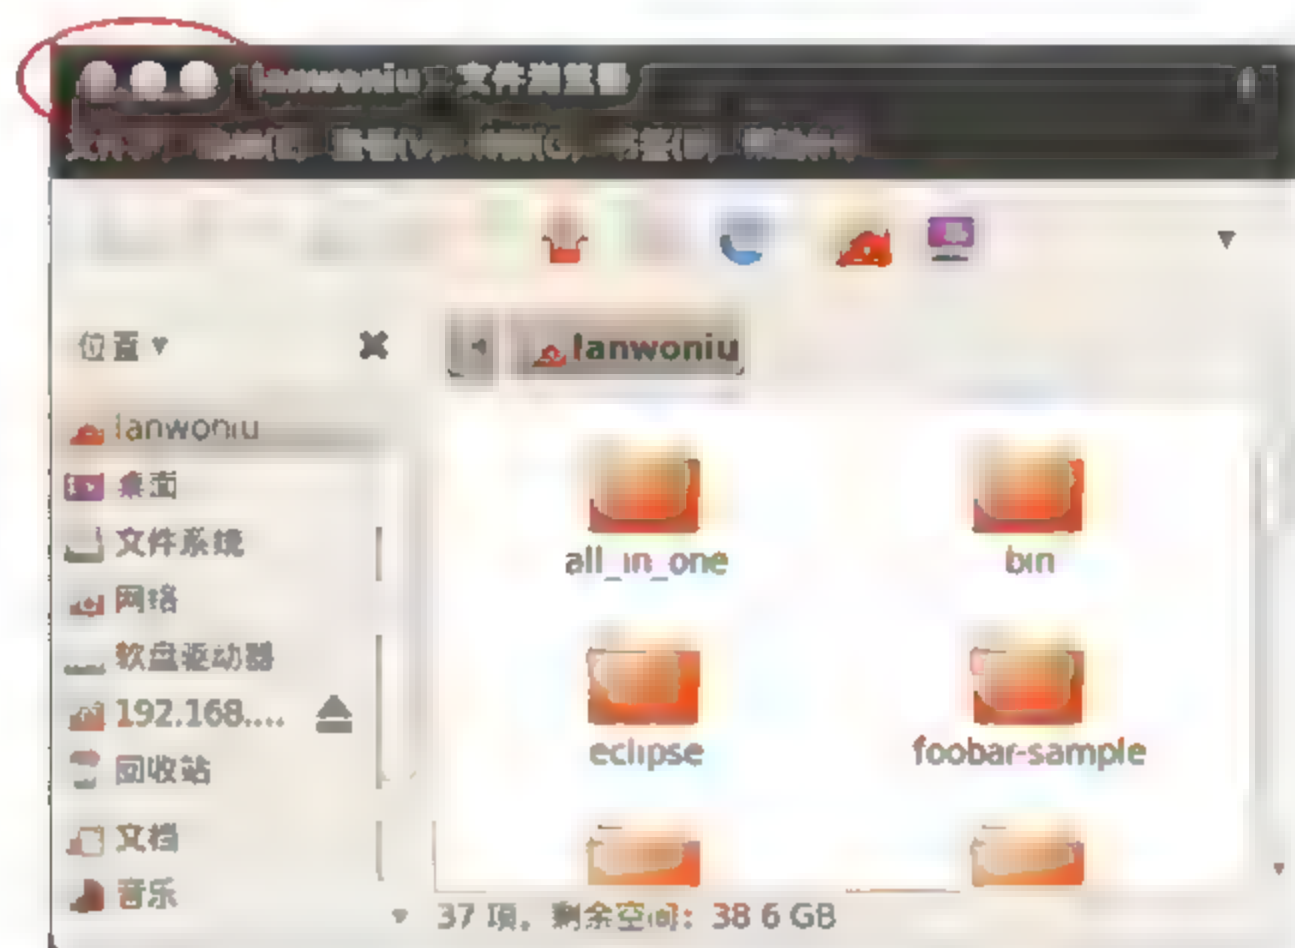 lanwoniu - 文件浏览器
位置
lanwoniu
lanwoniu
桌面
文件系统
网络
软盘驱动器
192.168....
回收站
文档
音乐
all_in_one
bin
eclipse
foobar-sample
37 项，剩余空间：38.6 GB